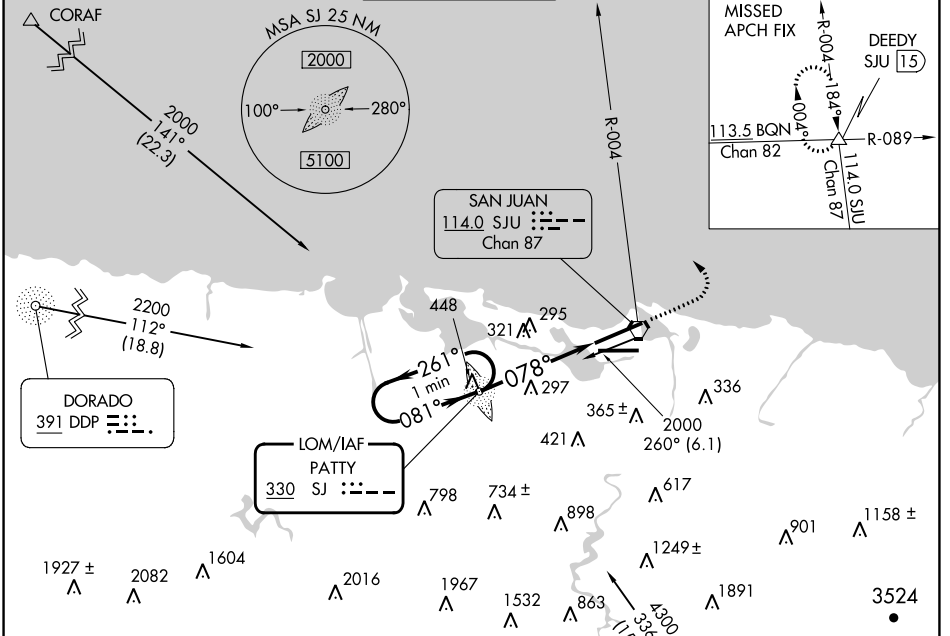 CORAF
2000
141°
(22.3)
MSA SJ 25 NM
2000
100°
280°
5100
R-004
MISSED
APCH FIX
R-004
184°
004°
DEEDY
SJU 15
113.5 BQN
Chan 82
R-089
114.0 SJU
Chan 87
SAN JUAN
114.0 SJU
Chan 87
2200
112°
(18.8)
DORADO
391 DDP
448
321
295
261°
1 min
081°
078°
297
336
365 ±
2000
260° (6.1)
421
LOM/IAF
PATTY
330 SJ
798
734 ±
898
617
901
1158 ±
1249 ±
1927 ±
2082
1604
2016
1967
1532
863
4300
1891
3524